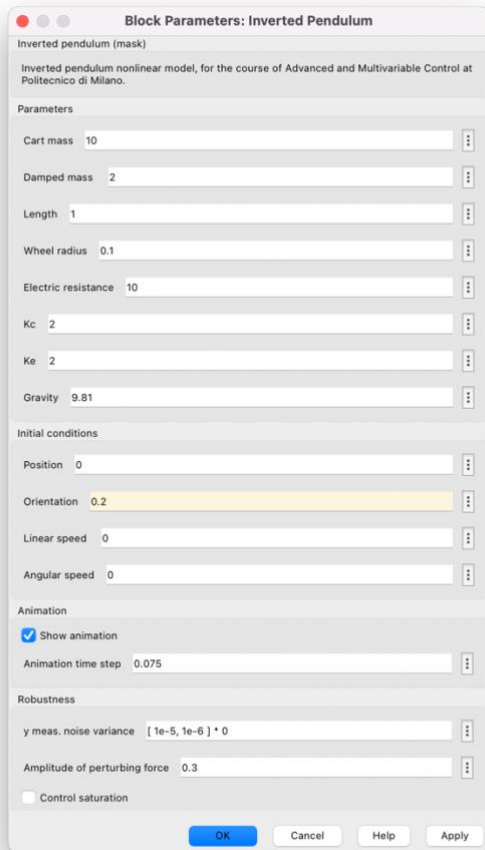 Block Parameters: Inverted Pendulum
Inverted pendulum (mask)
Inverted pendulum nonlinear model, for the course of Advanced and Multivariable Control at
Politecnico di Milano.
Parameters
Cart mass 10
Damped mass 2
Length 1
Wheel radius 0.1
Electric resistance 10
Kc 2
Ke 2
Gravity 9.81
Initial conditions
Position 0
Orientation 0.2
Linear speed 0
Angular speed 0
Animation
Show animation
Animation time step 0.075
Robustness
y meas. noise variance [ 1e-5, 1e-6 ] * 0
Amplitude of perturbing force 0.3
Control saturation
OK Cancel Help Apply